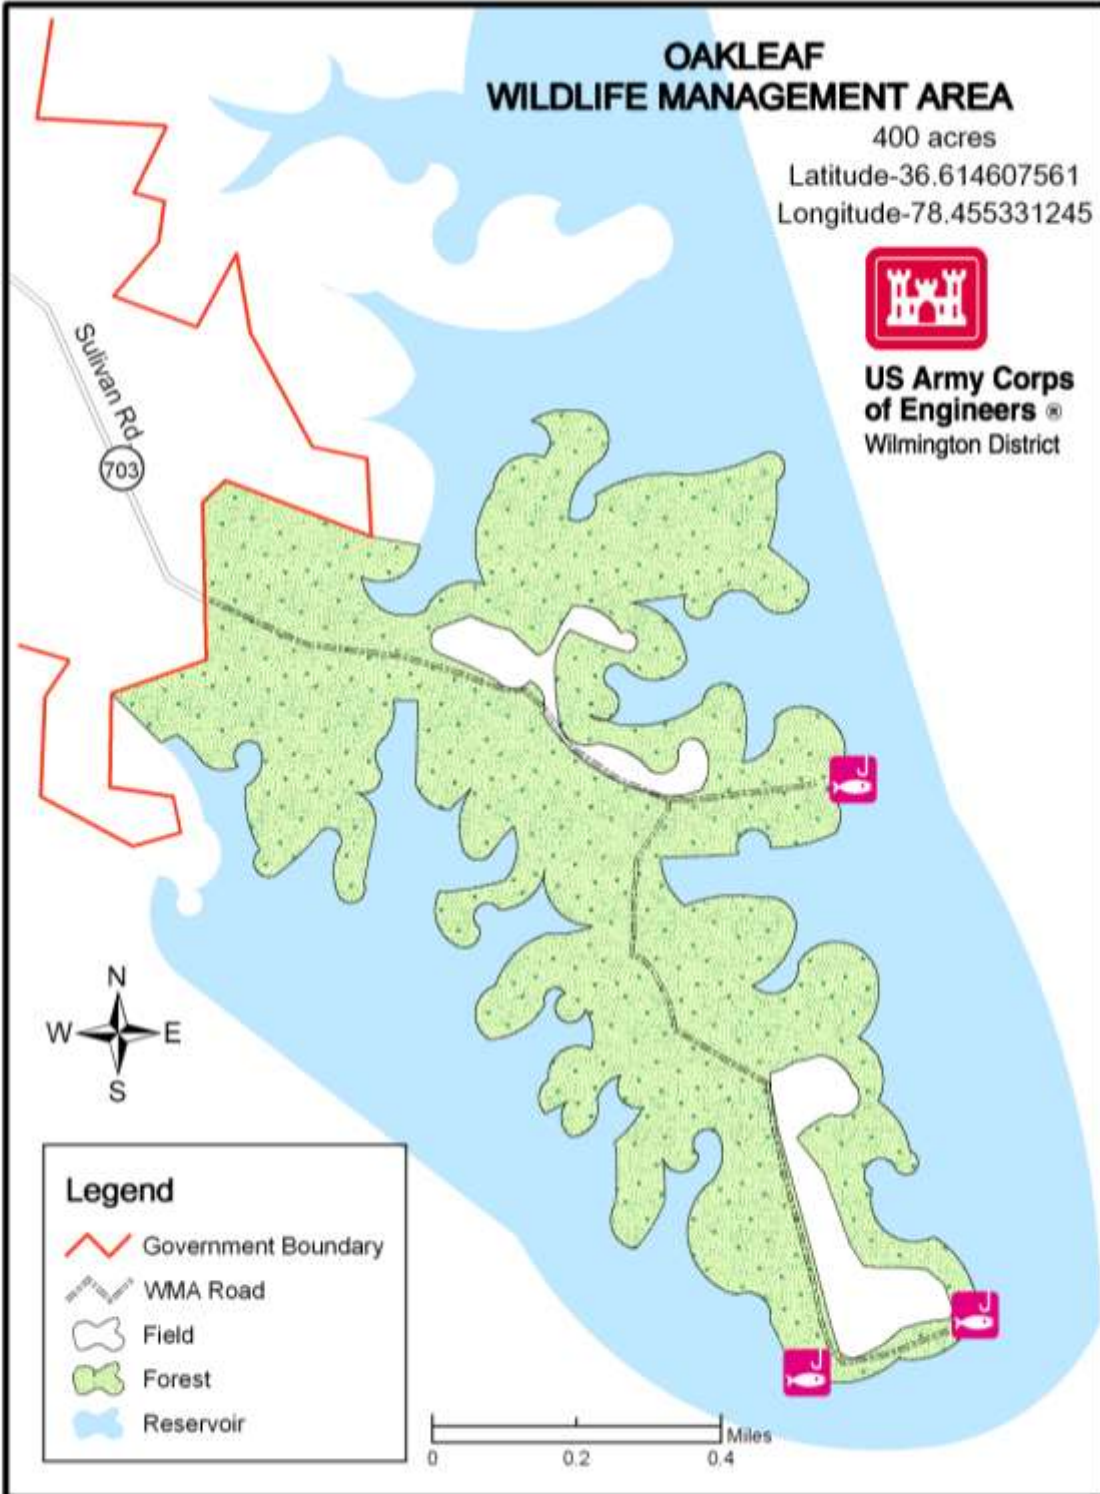 OAKLEAF
WILDLIFE MANAGEMENT AREA
400 acres
Latitude-36.614607561
Longitude-78.455331245
US Army Corps
of Engineers ®
Wilmington District
Sulivan Rd
703
N
W E
S
Legend
Government Boundary
WMA Road
Field
Forest
Reservoir
Miles
0 0.2 0.4